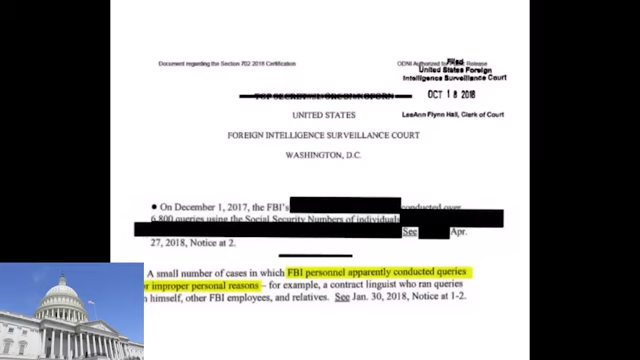 Document regarding the Section 702 2018 Certification
ODNI Authorized for Release
Filed
United States Foreign
Intelligence Surveillance Court
TOP SECRET//SI//ORCON/NOFORN
OCT 18 2018
LeeAnn Flynn Hall, Clerk of Court
UNITED STATES
FOREIGN INTELLIGENCE SURVEILLANCE COURT
WASHINGTON, D.C.
● On December 1, 2017, the FBI's conducted over
6,800 queries using the Social Security Numbers of individuals
See Apr.
27, 2018, Notice at 2.
A small number of cases in which FBI personnel apparently conducted queries
improper personal reasons – for example, a contract linguist who ran queries
himself, other FBI employees, and relatives. See Jan. 30, 2018, Notice at 1-2.